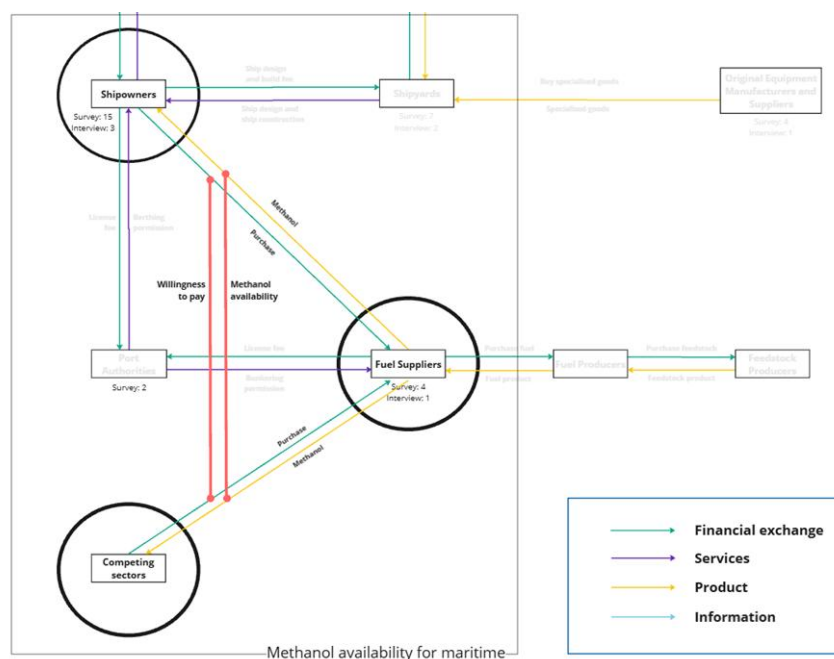 Ship design
and build fee
Shipowners
Shipyards
Buy specialised goods
Original Equipment
Manufacturers and
Suppliers
Ship design and
ship construction
Specialised goods
Survey: 15
Interview: 3
Survey: 7
Interview: 2
Survey: 4
Interview: 1
License
fee
Berthing
permission
Methanol
Purchase
Willingness
to pay
Methanol
availability
Port
Authorities
License fee
Bunkering
permission
Survey: 2
Fuel Suppliers
Survey: 4
Interview: 1
Purchase fuel
Fuel product
Fuel Producers
Purchase feedstock
Feedstock product
Feedstock
Producers
Purchase
Methanol
Competing
sectors
Financial exchange
Services
Product
Information
Methanol availability for maritime